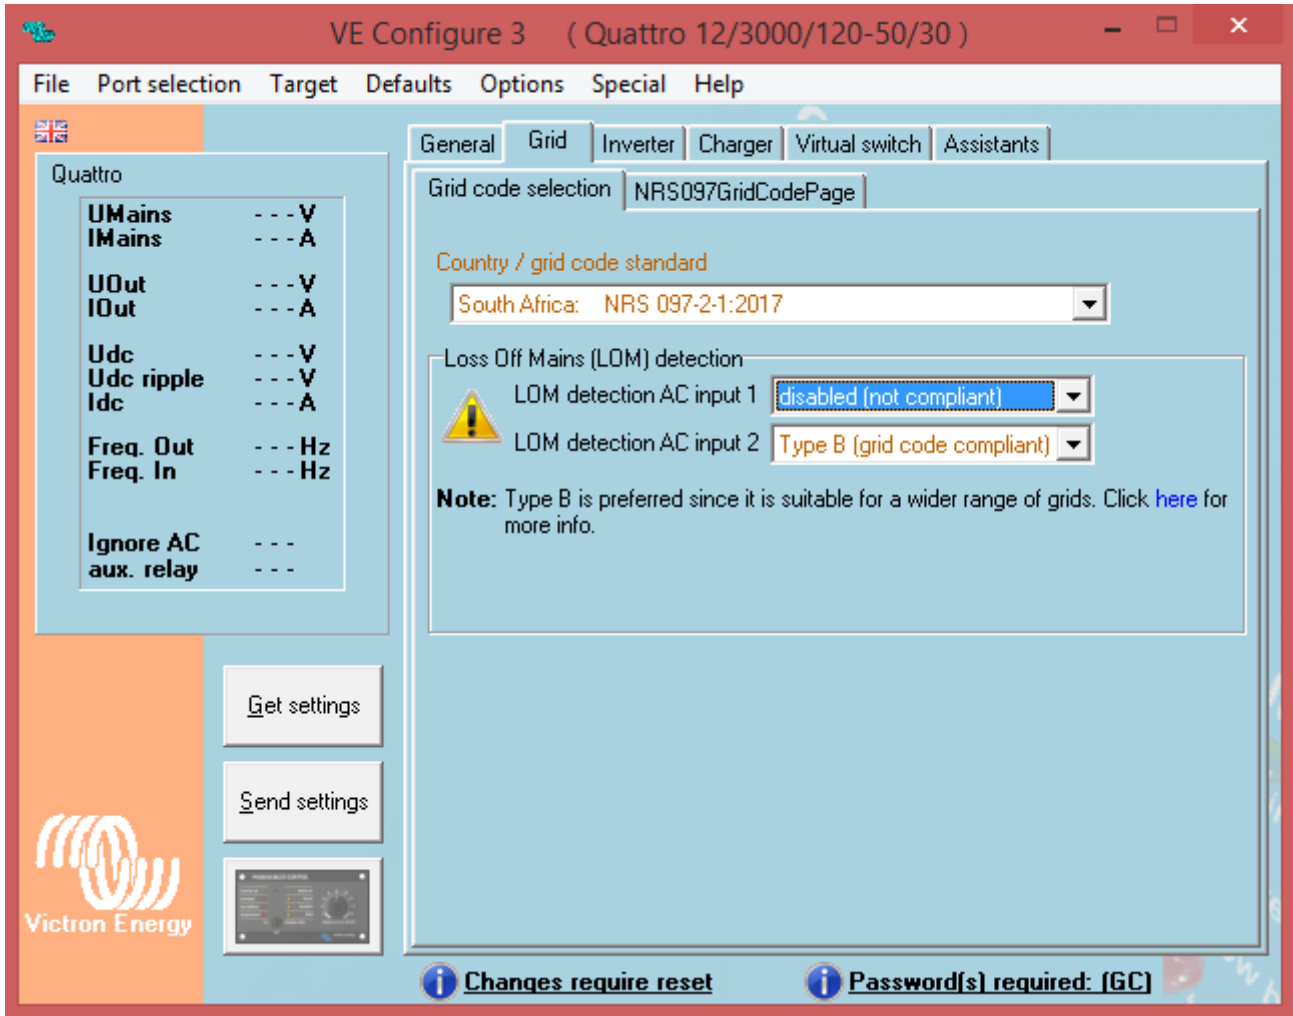 VE Configure 3 ( Quattro 12/3000/120-50/30 )
File Port selection Target Defaults Options Special Help
General Grid Inverter Charger Virtual switch Assistants
Grid code selection NRS097GridCodePage
Quattro
UMains - - - V
IMains - - - A
UOut - - - V
IOut - - - A
Udc - - - V
Udc ripple - - - V
Idc - - - A
Freq. Out - - - Hz
Freq. In - - - Hz
Ignore AC - - -
aux. relay - - -
Get settings
Send settings
Victron Energy
Country / grid code standard
South Africa: NRS 097-2-1:2017
Loss Off Mains (LOM) detection
LOM detection AC input 1 disabled (not compliant)
LOM detection AC input 2 Type B (grid code compliant)
Note: Type B is preferred since it is suitable for a wider range of grids. Click here for
more info.
Changes require reset Password(s) required: (GC)